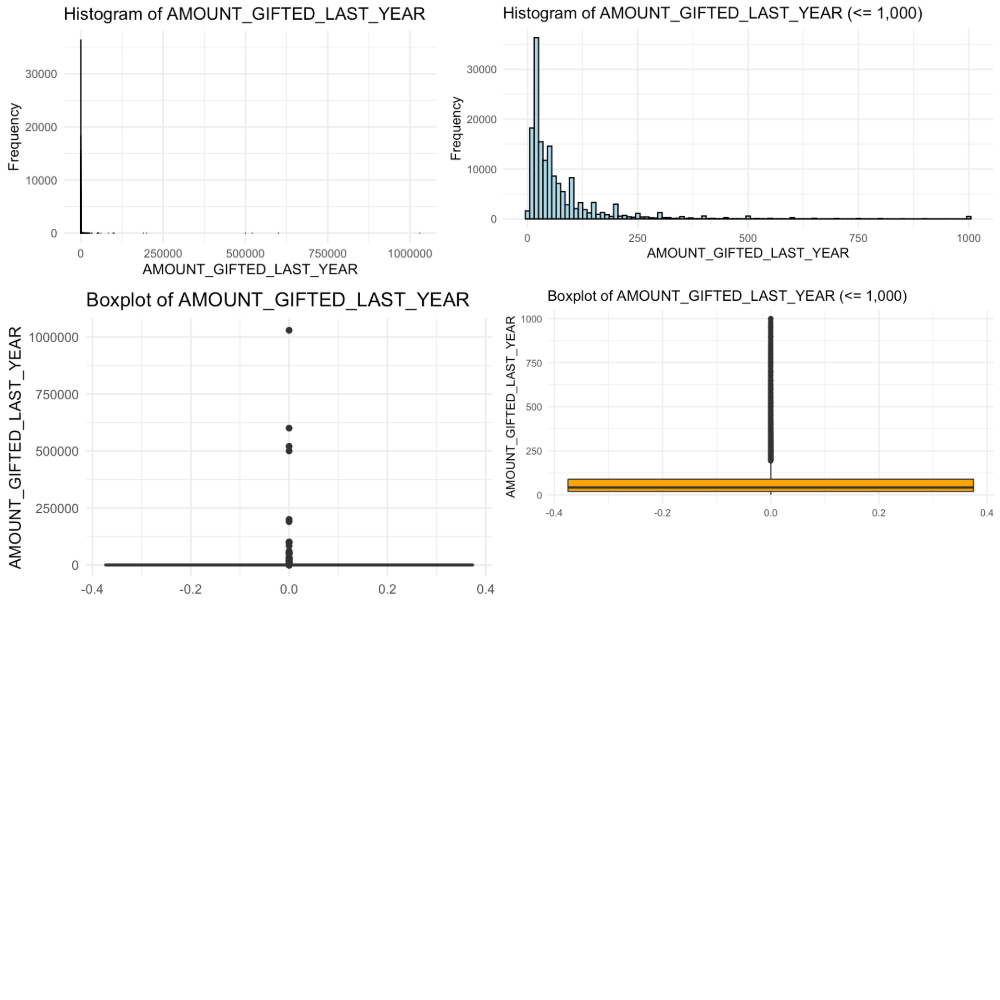 Histogram of AMOUNT_GIFTED_LAST_YEAR
Frequency
30000
20000
10000
0
0 250000 500000 750000 1000000
AMOUNT_GIFTED_LAST_YEAR
Histogram of AMOUNT_GIFTED_LAST_YEAR (<= 1,000)
Frequency
30000
20000
10000
0
0 250 500 750 1000
AMOUNT_GIFTED_LAST_YEAR
Boxplot of AMOUNT_GIFTED_LAST_YEAR
AMOUNT_GIFTED_LAST_YEAR
1000000
750000
500000
250000
0
-0.4 -0.2 0.0 0.2 0.4
Boxplot of AMOUNT_GIFTED_LAST_YEAR (<= 1,000)
AMOUNT_GIFTED_LAST_YEAR
1000
750
500
250
0
-0.4 -0.2 0.0 0.2 0.4